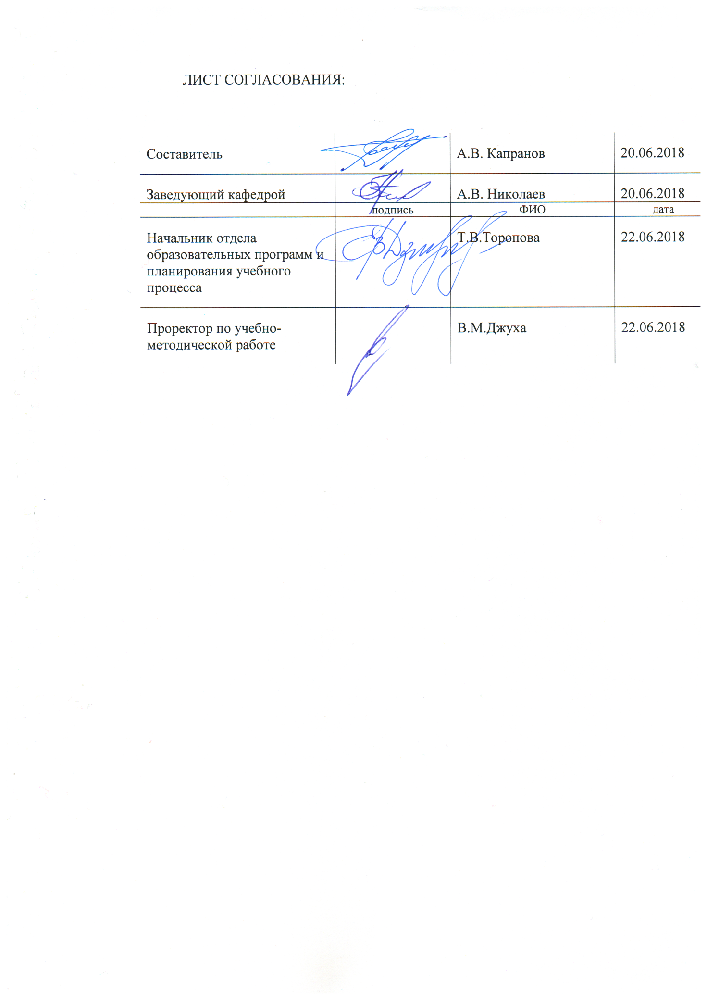 ЛИСТ СОГЛАСОВАНИЯ:
Составитель А.В. Капранов 20.06.2018
Заведующий кафедрой А.В. Николаев 20.06.2018
подпись ФИО дата
Начальник отдела Т.В.Торопова 22.06.2018
образовательных программ и
планирования учебного
процесса
Проректор по учебно- В.М.Джуха 22.06.2018
методической работе